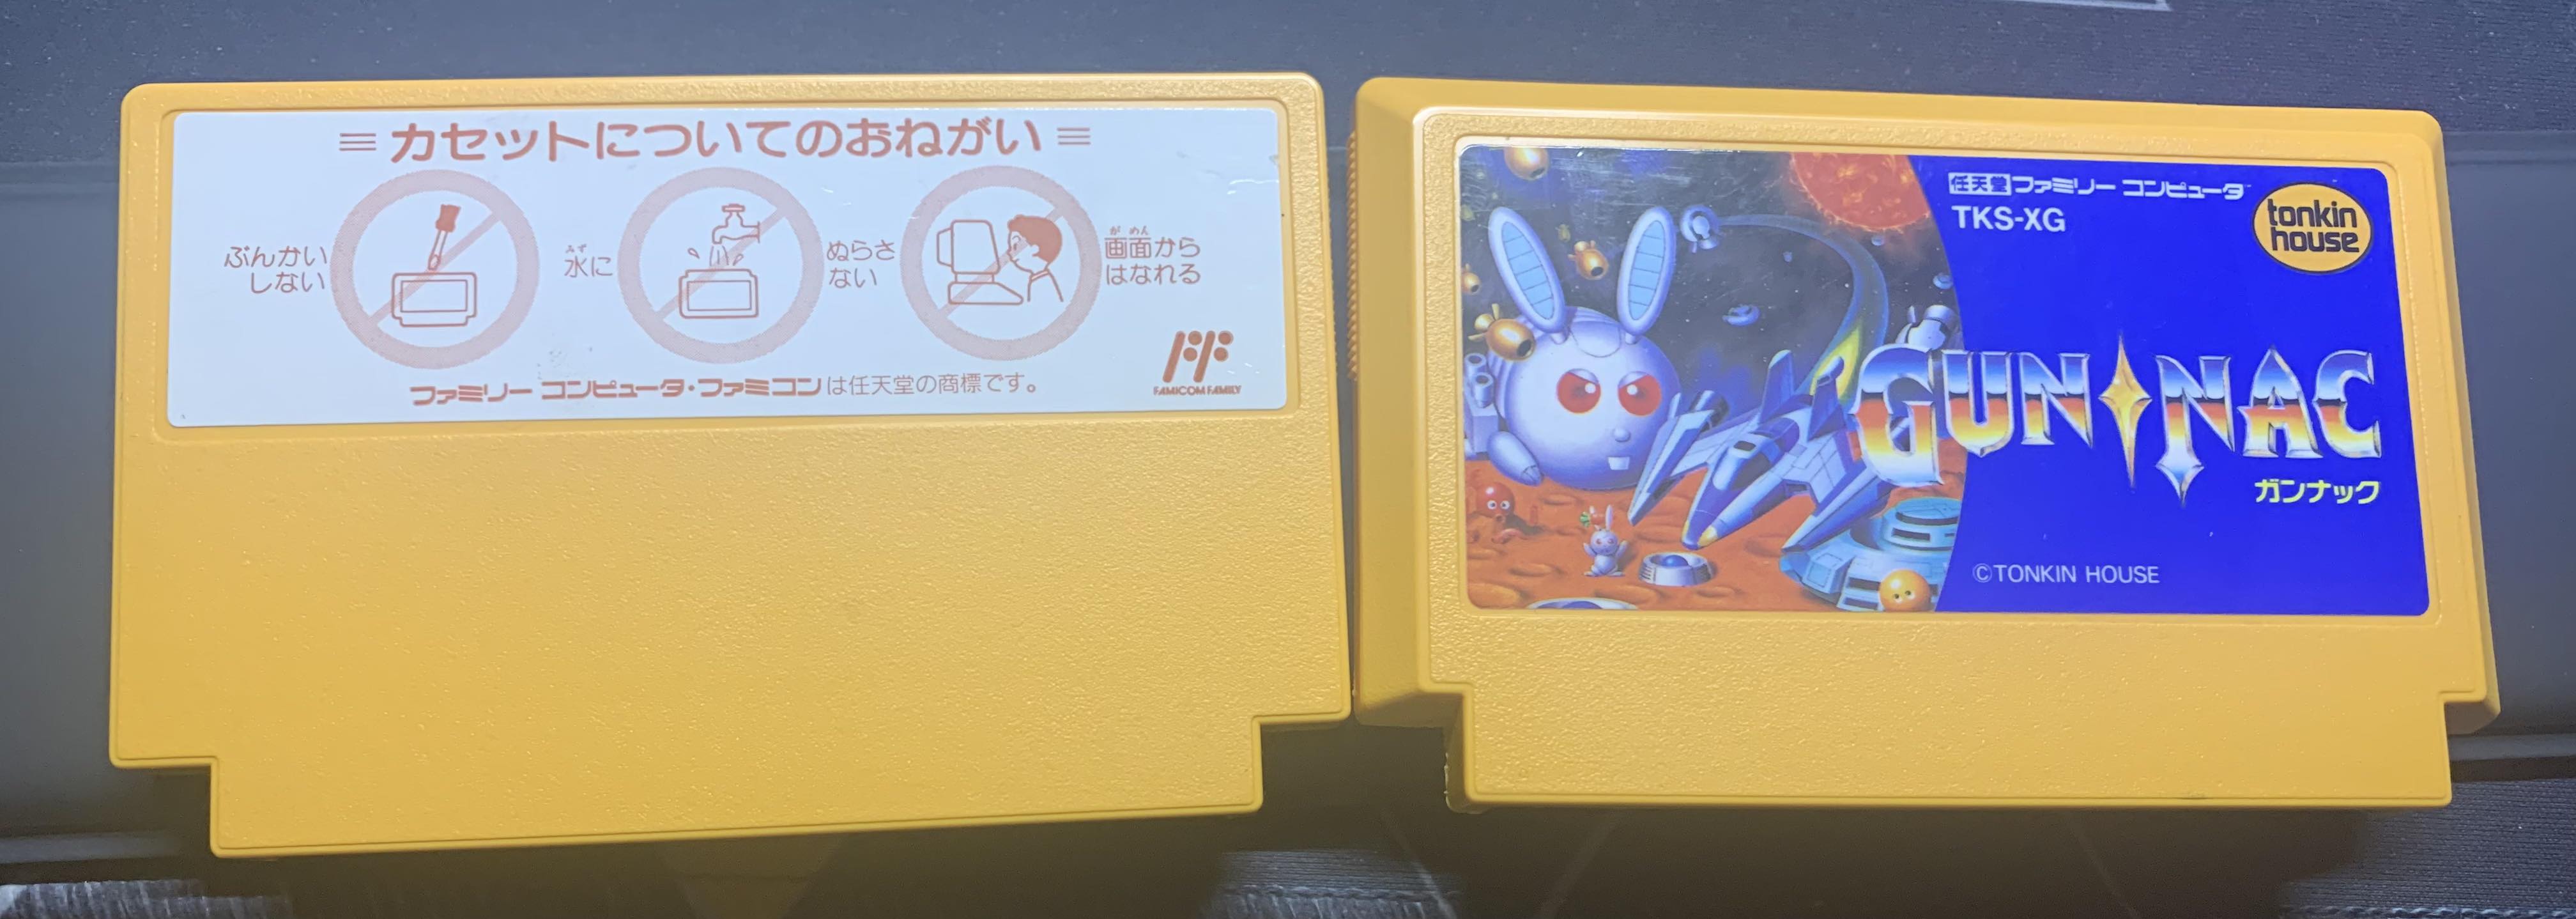 カセットについてのおねがい
ぶんかい
しない
みず
水に
ぬらさ
ない
が めん
画面から
はなれる
ファミリー コンピュータ・ファミコンは任天堂の商標です。
FAMICOM FAMILY
任天堂ファミリー コンピュータ™
TKS-XG
tonkin
house
GUN NAC
ガンナック
©TONKIN HOUSE